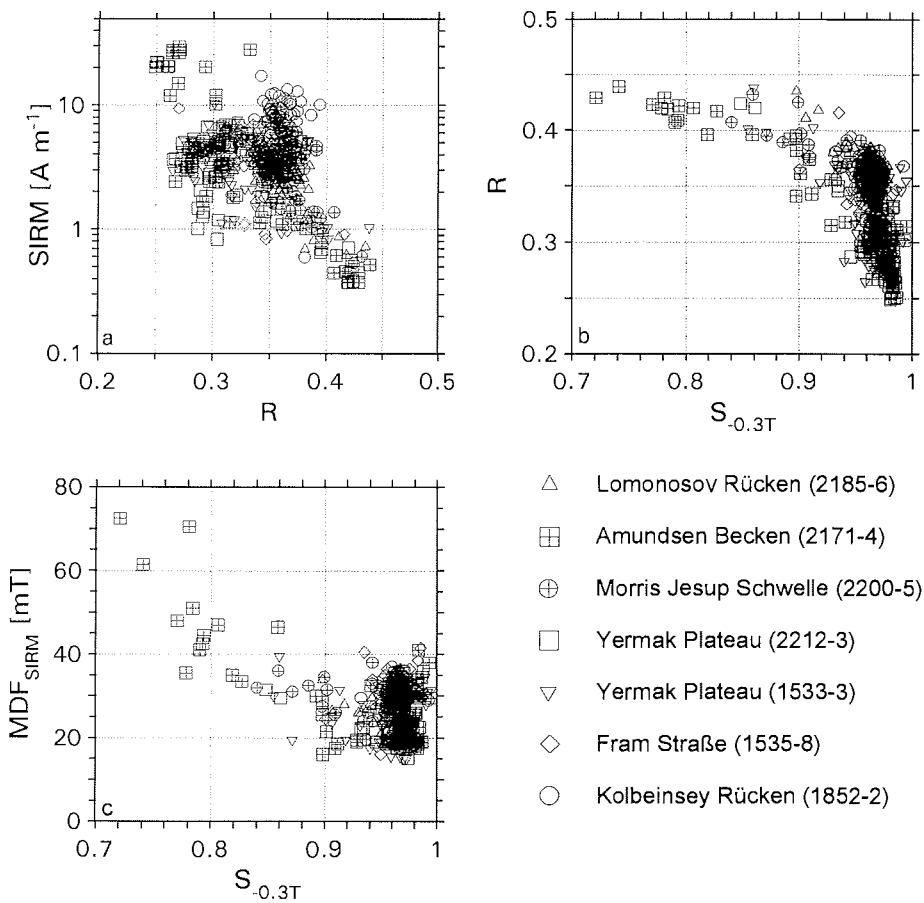 10
1
0.1
SIRM [A m⁻¹]
a
0.2
0.3
0.4
0.5
R
0.5
0.4
0.3
0.2
R
b
0.7
0.8
0.9
1
S-0.3T
80
60
40
20
0
MDFSIRM [mT]
c
0.7
0.8
0.9
1
S-0.3T
Lomonosov Rücken (2185-6)
Amundsen Becken (2171-4)
Morris Jesup Schwelle (2200-5)
Yermak Plateau (2212-3)
Yermak Plateau (1533-3)
Fram Straße (1535-8)
Kolbeinsey Rücken (1852-2)